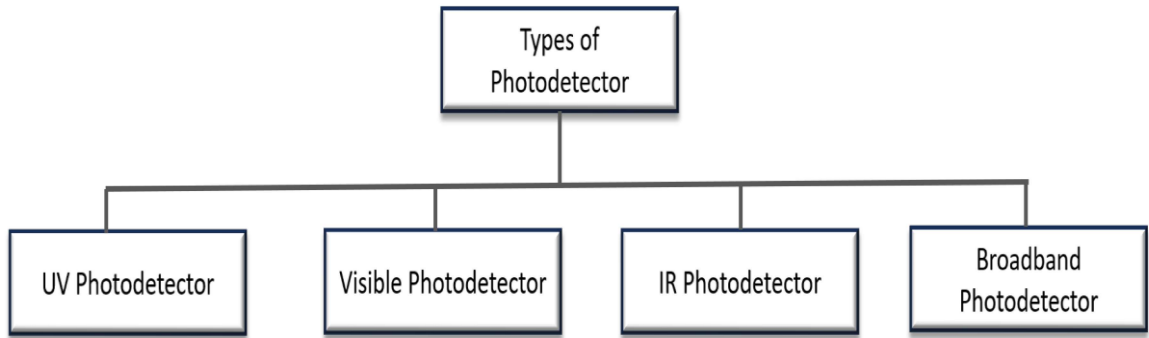 Types of
Photodetector
UV Photodetector
Visible Photodetector
IR Photodetector
Broadband
Photodetector